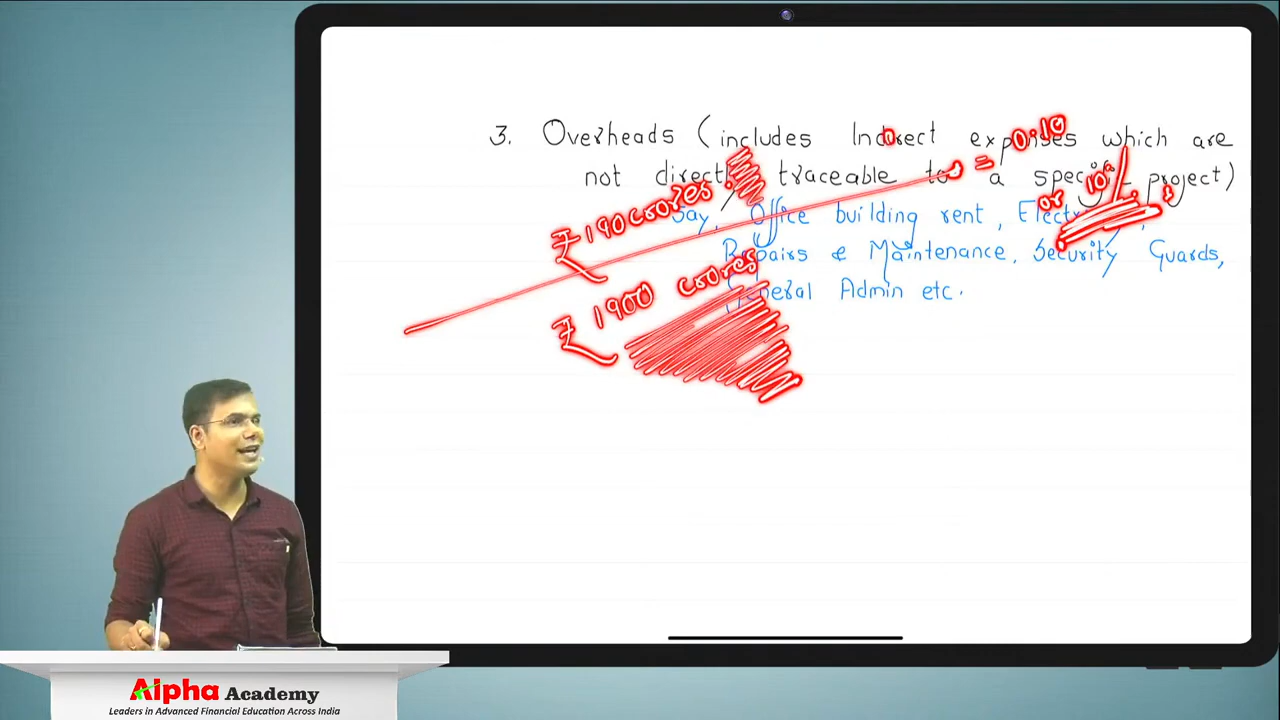 3. Overheads (includes Indirect expenses which are
not directly traceable to a specific project)
Say, Office building rent, Electricity,
Repairs & Maintenance, Security Guards,
General Admin etc.
₹ 190 crores
₹ 1900 crores
= 0.10
or 10%
Alpha Academy
Leaders in Advanced Financial Education Across India